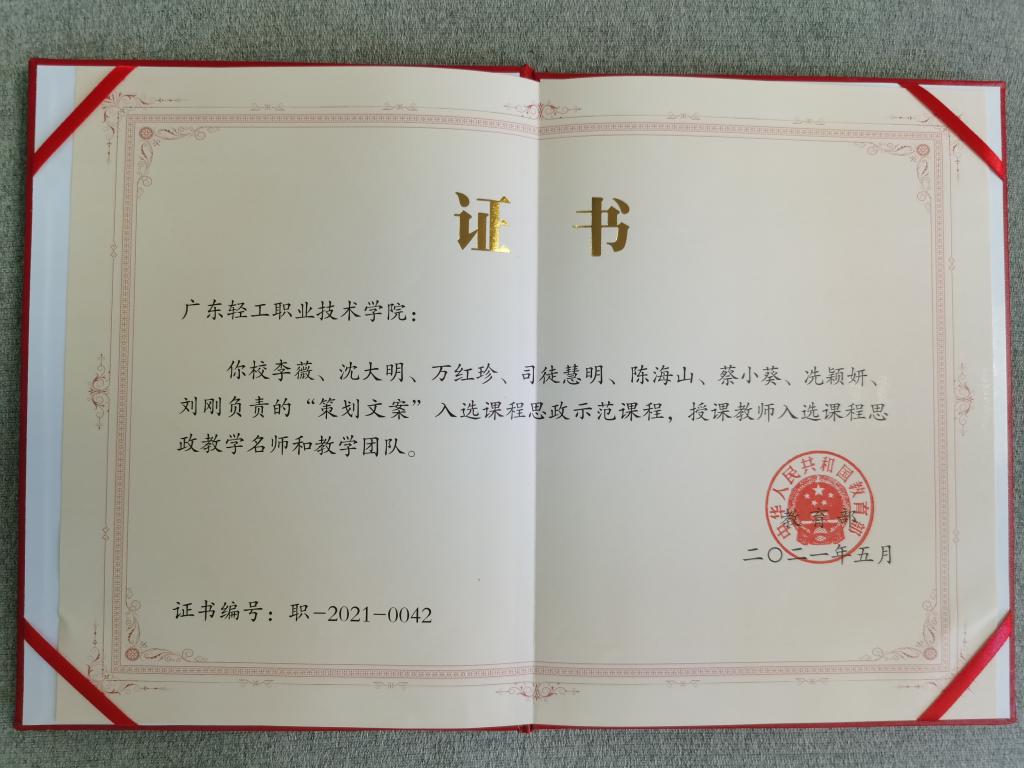 证书
广东轻工职业技术学院：
你校李薇、沈大明、万红珍、司徒慧明、陈海山、蔡小葵、冼颖妍、
刘刚负责的“策划文案”入选课程思政示范课程，授课教师入选课程思
政教学名师和教学团队。
中华人民共和国教育部
教育部
二〇二一年五月
证书编号：职-2021-0042